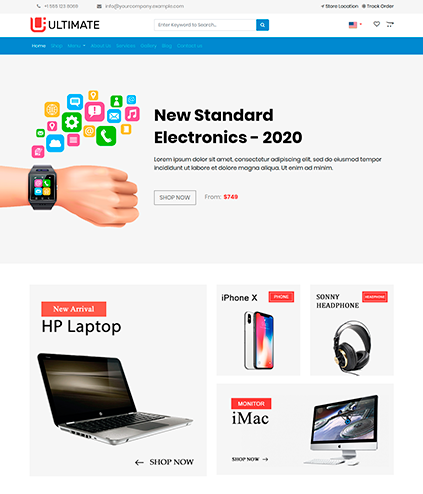 +1 555 123 8069 info@yourcompany.example.com Store Location Order Track
ULTIMATE
Enter Keyword to Search...
Home Shop Menu About Us Services Gallery Blog Contact us
New Standard
Electronics - 2020
Lorem ipsum dolor sit amet, consectetur adipiscing elit, sed do eiusmod tempor
incididunt ut labore et dolore magna aliqua. Ut enim ad minim.
SHOP NOW From: $749
New Arrival
HP Laptop
SHOP NOW
iPhone X PHONE
SONNY
HEADPHONE
HEADPHONE
MONITOR
iMac
SHOP NOW